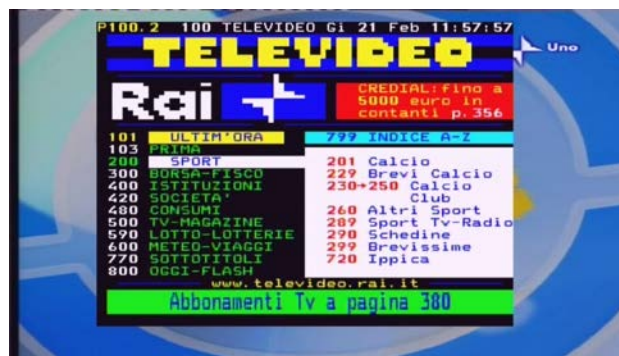 P100.2 100 TELEVIDEO Gi 21 Feb 11:57:57
TELEVIDEO
Uno
Rai
CREDIAL:fino a
5000 euro in
contanti p.356
101 ULTIM'ORA 799 INDICE A-Z
103 PRIMA
200 SPORT 201 Calcio
300 BORSA-FISCO 229 Brevi Calcio
400 ISTITUZIONI 230→250 Calcio
420 SOCIETA' Club
480 CONSUMI 260 Altri Sport
500 TV-MAGAZINE 289 Sport Tv-Radio
590 LOTTO-LOTTERIE 290 Schedine
600 METEO-VIAGGI 299 Brevissime
770 SOTTOTITOLI 720 Ippica
800 OGGI-FLASH
www.televideo.rai.it
Abbonamenti Tv a pagina 380